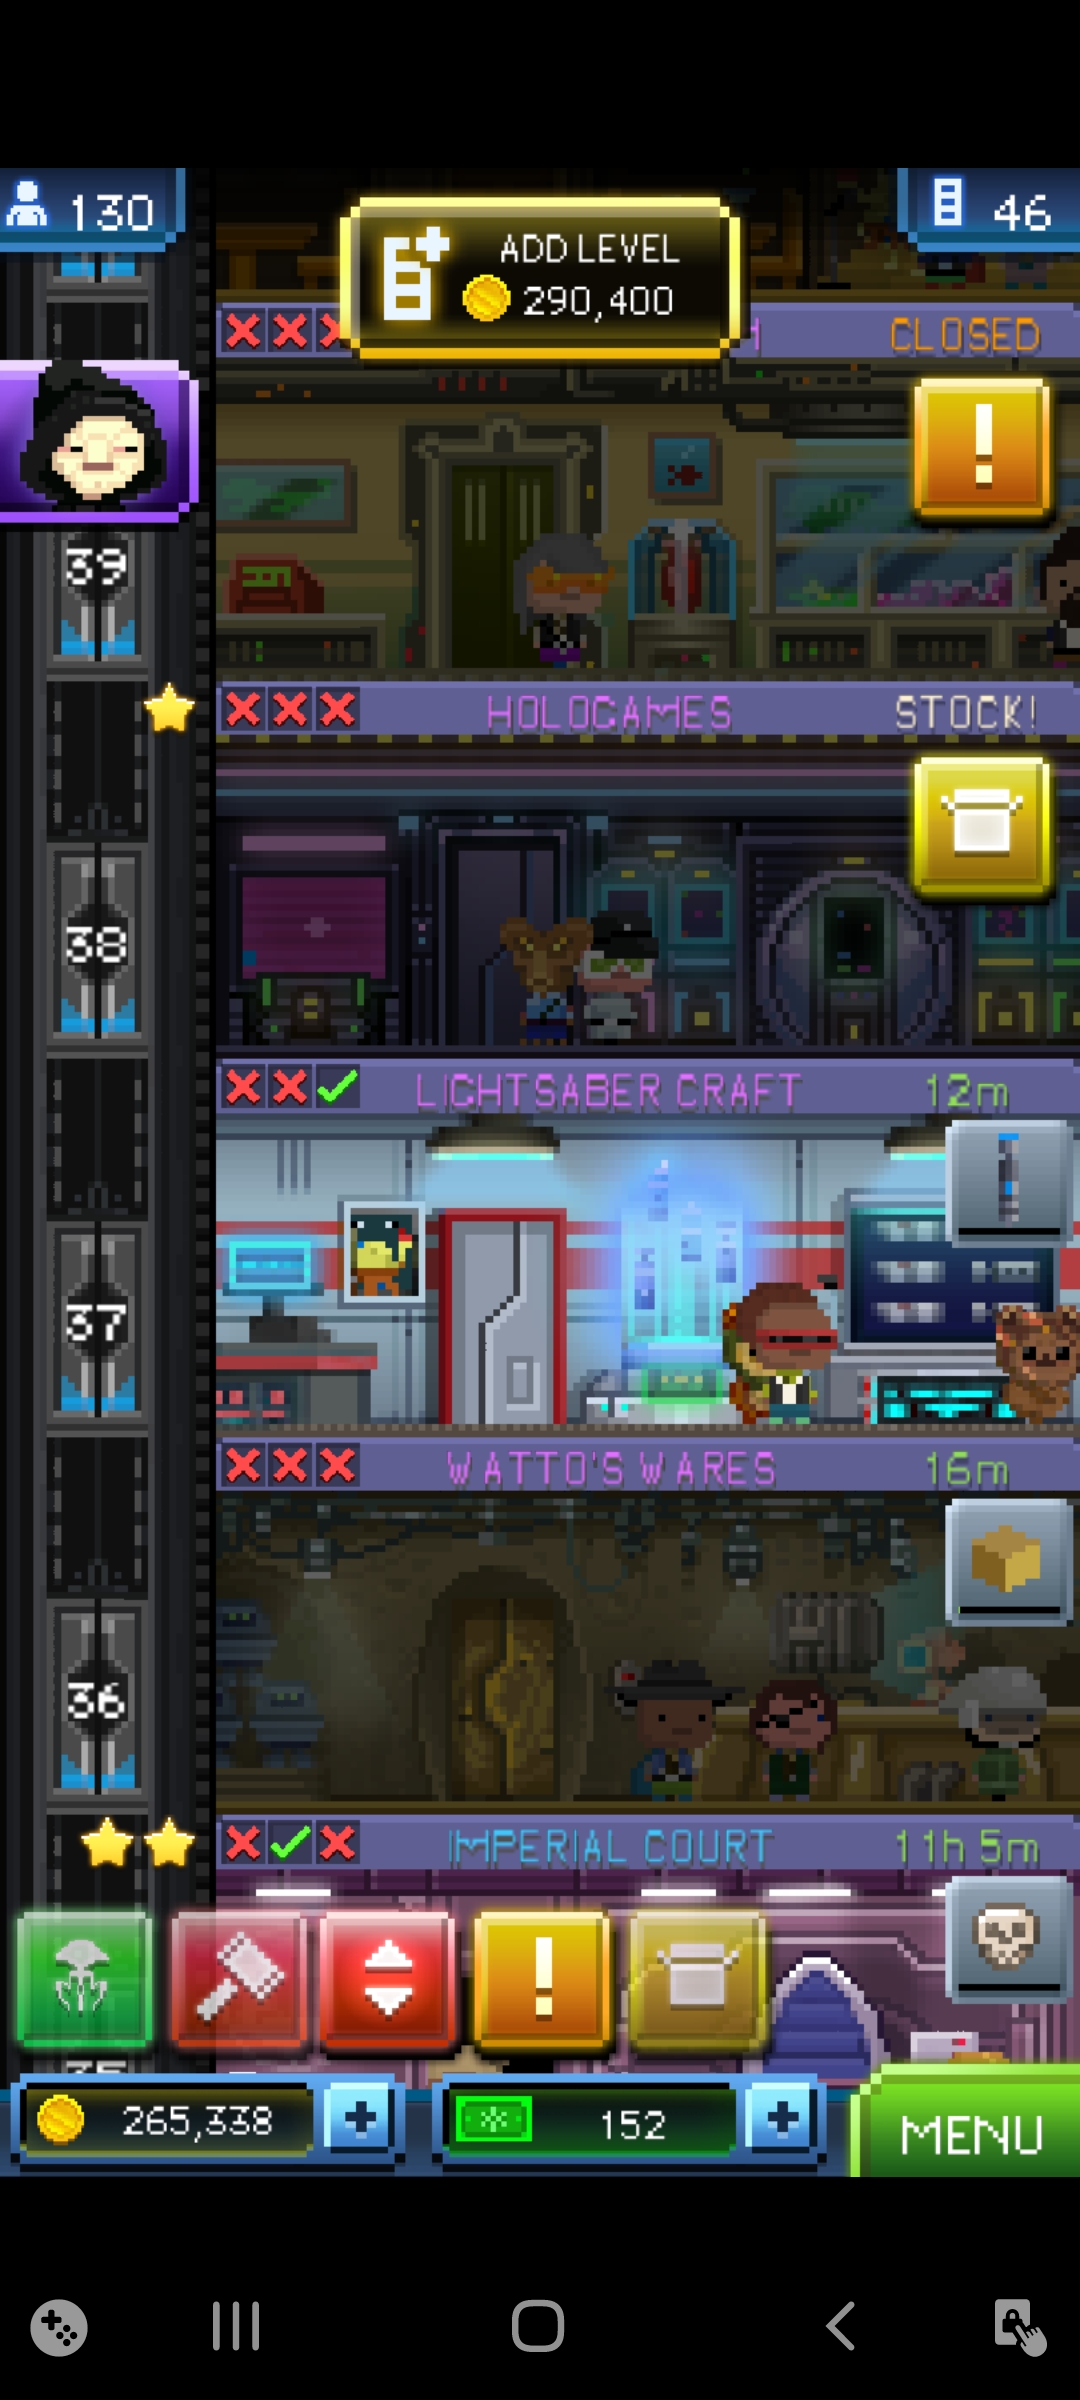 130
46
ADD LEVEL
290,400
CLOSED
39
HOLOGAMES
STOCK!
38
LIGHTSABER CRAFT
12m
37
WATTO'S WARES
16m
36
IMPERIAL COURT
11h 5m
265,338
152
MENU